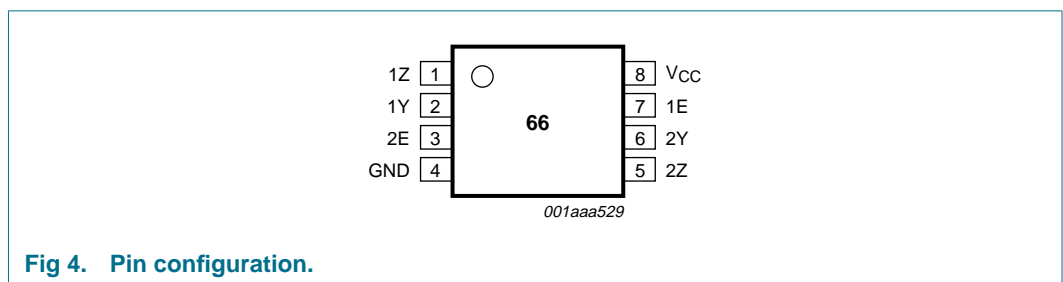 1Z 1 8 VCC
1Y 2 7 1E
66
2E 3 6 2Y
GND 4 5 2Z
001aaa529
Fig 4. Pin configuration.